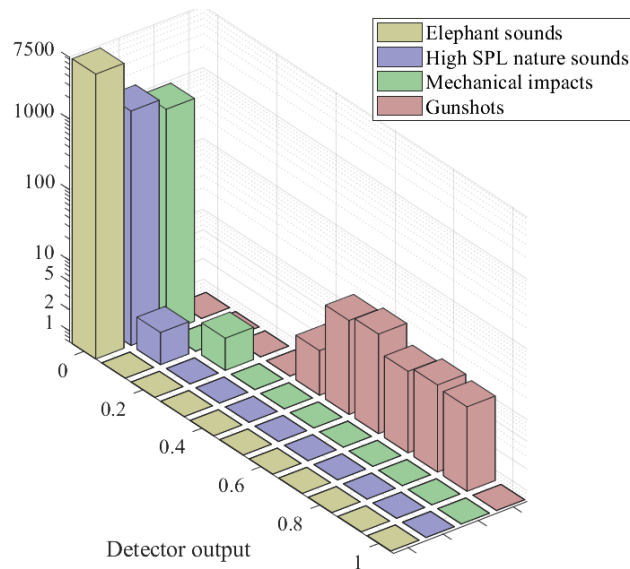 Elephant sounds
High SPL nature sounds
Mechanical impacts
Gunshots
7500
1000
100
10
5
2
1
0
0.2
0.4
0.6
0.8
1
Detector output